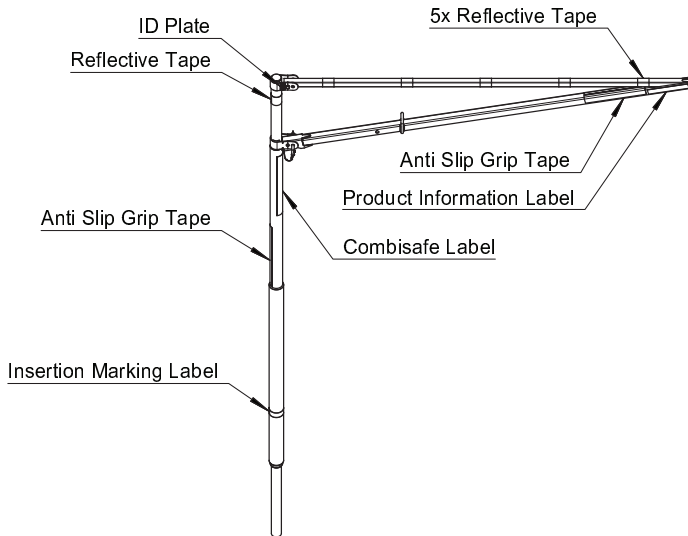 5x Reflective Tape
ID Plate
Reflective Tape
Anti Slip Grip Tape
Product Information Label
Anti Slip Grip Tape
Combisafe Label
Insertion Marking Label